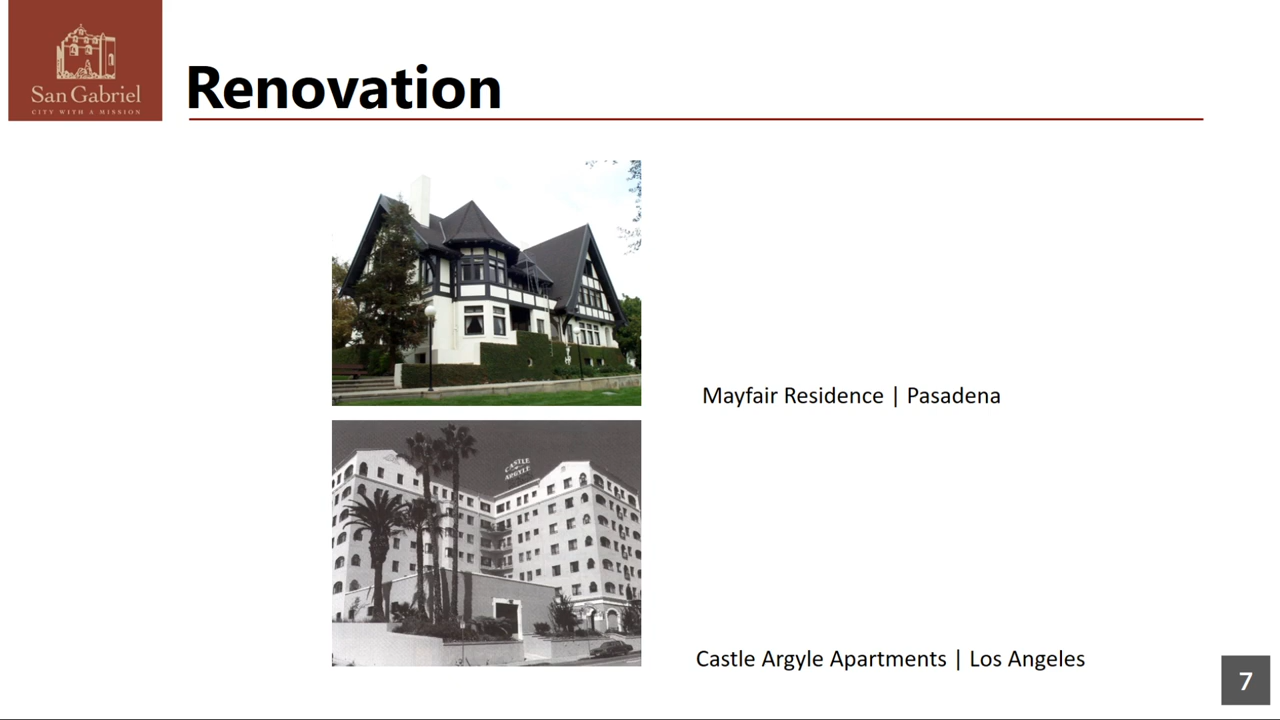 San Gabriel
CITY WITH A MISSION
Renovation
Mayfair Residence | Pasadena
CASTLE
ARGYLE
Castle Argyle Apartments | Los Angeles
7